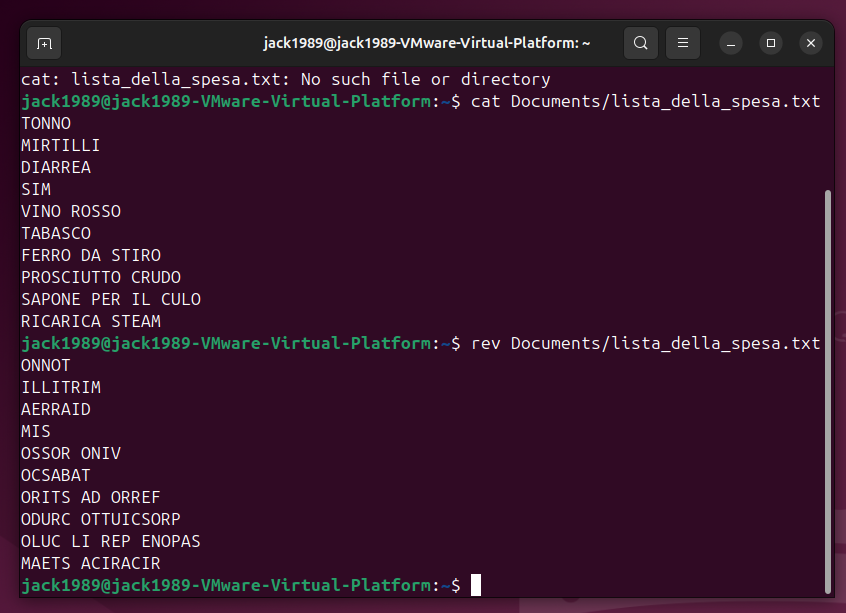 jack1989@jack1989-VMware-Virtual-Platform: ~
cat: lista_della_spesa.txt: No such file or directory
jack1989@jack1989-VMware-Virtual-Platform:~$ cat Documents/lista_della_spesa.txt
TONNO
MIRTILLI
DIARREA
SIM
VINO ROSSO
TABASCO
FERRO DA STIRO
PROSCIUTTO CRUDO
SAPONE PER IL CULO
RICARICA STEAM
jack1989@jack1989-VMware-Virtual-Platform:~$ rev Documents/lista_della_spesa.txt
ONNOT
ILLITRIM
AERRAID
MIS
OSSOR ONIV
OCSABAT
ORITS AD ORREF
ODURC OTTUICSORP
OLUC LI REP ENOPAS
MAETS ACIRACIR
jack1989@jack1989-VMware-Virtual-Platform:~$